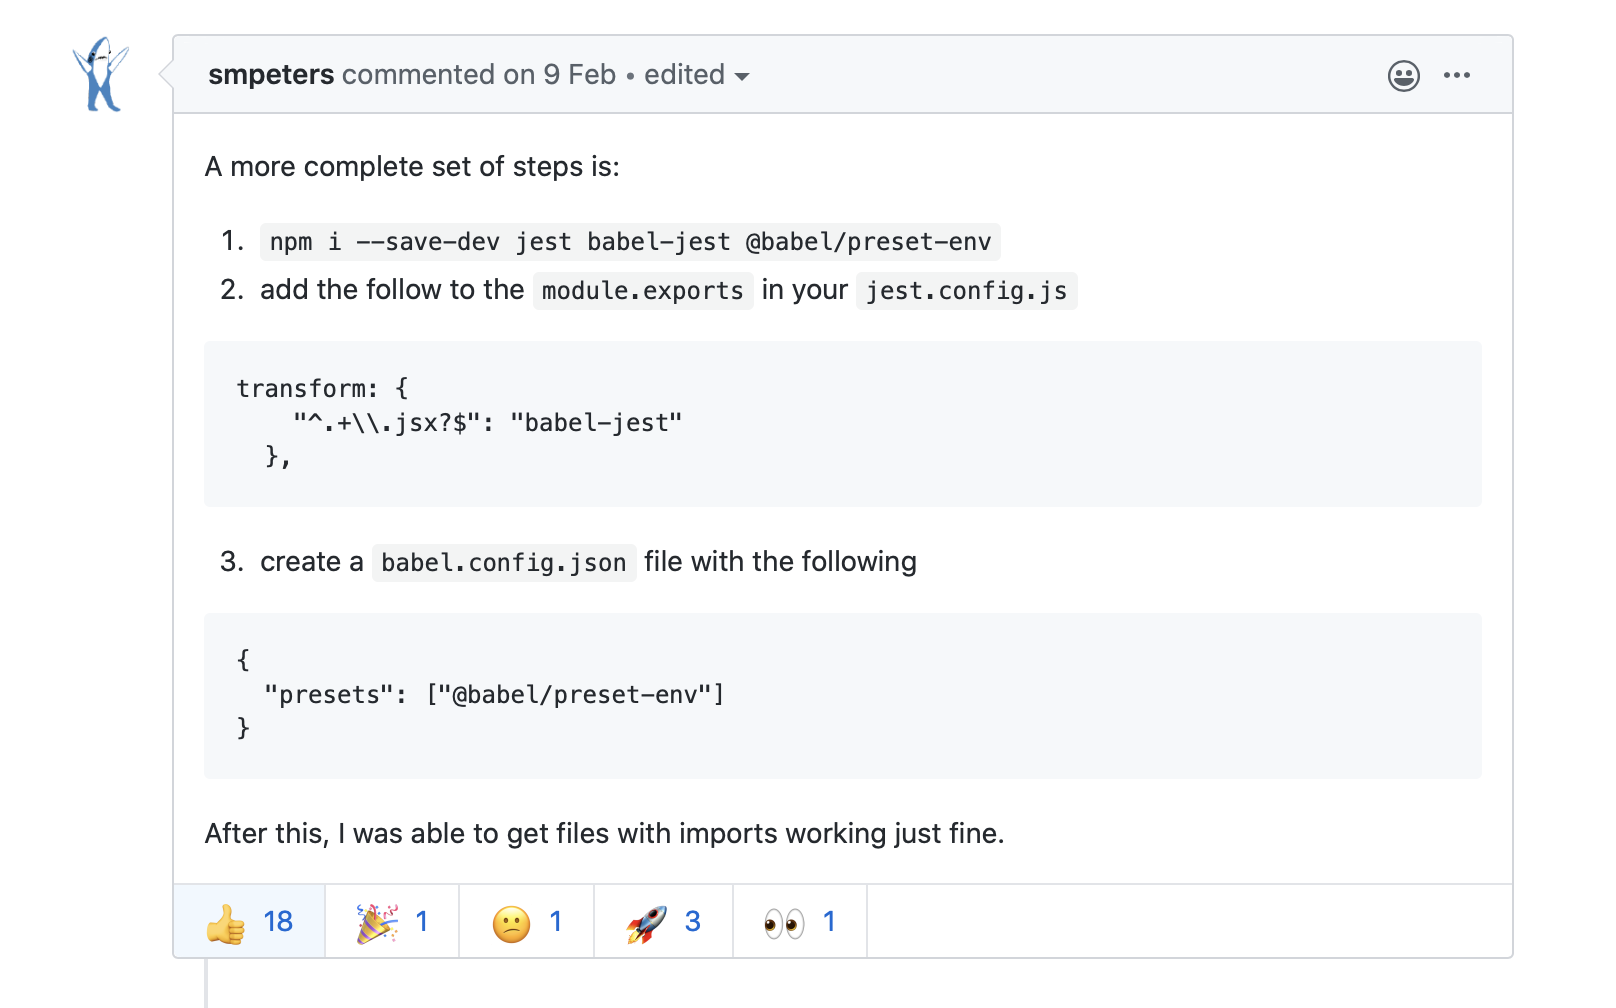 smpeters commented on 9 Feb • edited
A more complete set of steps is:
1. npm i --save-dev jest babel-jest @babel/preset-env
2. add the follow to the module.exports in your jest.config.js
transform: {
    "^.+\\.jsx?$": "babel-jest"
  },
3. create a babel.config.json file with the following
{
  "presets": ["@babel/preset-env"]
}
After this, I was able to get files with imports working just fine.
👍 18 🎉 1 😕 1 🚀 3 👀 1